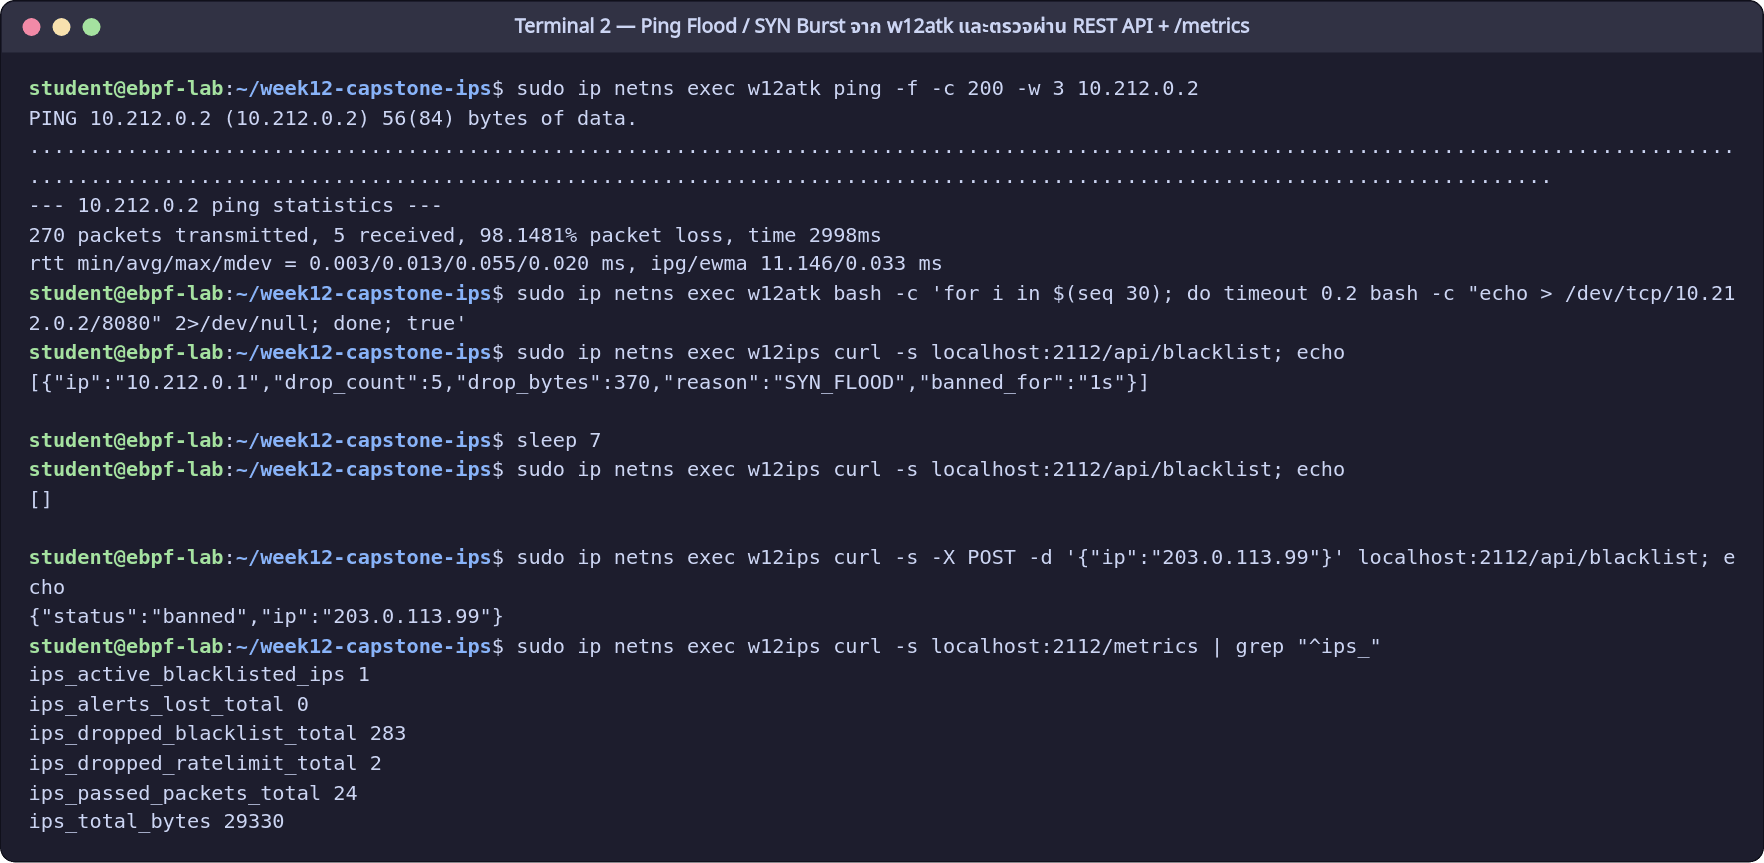 Terminal 2 — Ping Flood / SYN Burst จาก w12atk และตรวจผ่าน REST API + /metrics
student@ebpf-lab:~/week12-capstone-ips$ sudo ip netns exec w12atk ping -f -c 200 -w 3 10.212.0.2
PING 10.212.0.2 (10.212.0.2) 56(84) bytes of data.
............................................................................................................................................
.............................................................................................................................
--- 10.212.0.2 ping statistics ---
270 packets transmitted, 5 received, 98.1481% packet loss, time 2998ms
rtt min/avg/max/mdev = 0.003/0.013/0.055/0.020 ms, ipg/ewma 11.146/0.033 ms
student@ebpf-lab:~/week12-capstone-ips$ sudo ip netns exec w12atk bash -c 'for i in $(seq 30); do timeout 0.2 bash -c "echo > /dev/tcp/10.21
2.0.2/8080" 2>/dev/null; done; true'
student@ebpf-lab:~/week12-capstone-ips$ sudo ip netns exec w12ips curl -s localhost:2112/api/blacklist; echo
[{"ip":"10.212.0.1","drop_count":5,"drop_bytes":370,"reason":"SYN_FLOOD","banned_for":"1s"}]
student@ebpf-lab:~/week12-capstone-ips$ sleep 7
student@ebpf-lab:~/week12-capstone-ips$ sudo ip netns exec w12ips curl -s localhost:2112/api/blacklist; echo
[]
student@ebpf-lab:~/week12-capstone-ips$ sudo ip netns exec w12ips curl -s -X POST -d '{"ip":"203.0.113.99"}' localhost:2112/api/blacklist; e
cho
{"status":"banned","ip":"203.0.113.99"}
student@ebpf-lab:~/week12-capstone-ips$ sudo ip netns exec w12ips curl -s localhost:2112/metrics | grep "^ips_"
ips_active_blacklisted_ips 1
ips_alerts_lost_total 0
ips_dropped_blacklist_total 283
ips_dropped_ratelimit_total 2
ips_passed_packets_total 24
ips_total_bytes 29330